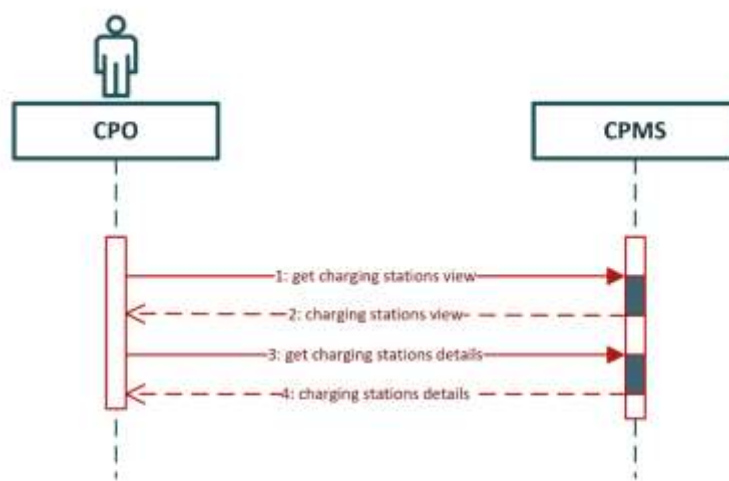 CPO
CPMS
1: get charging stations view
2: charging stations view
3: get charging stations details
4: charging stations details